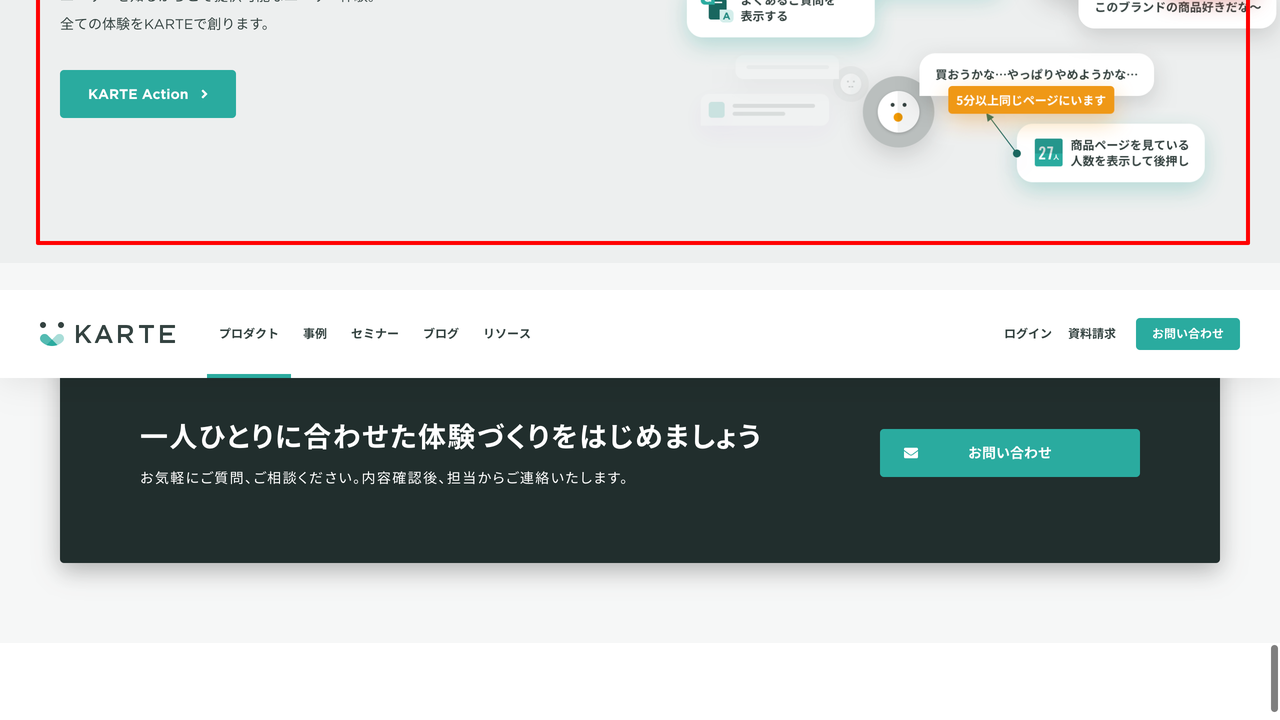 全ての体験をKARTEで創ります。
KARTE Action
表示する
A
このブランドの商品好きだな〜
買おうかな…やっぱりやめようかな…
5分以上同じページにいます
27人
商品ページを見ている
人数を表示して後押し
KARTE
プロダクト
事例
セミナー
ブログ
リソース
ログイン
資料請求
お問い合わせ
一人ひとりに合わせた体験づくりをはじめましょう
お気軽にご質問、ご相談ください。内容確認後、担当からご連絡いたします。
お問い合わせ